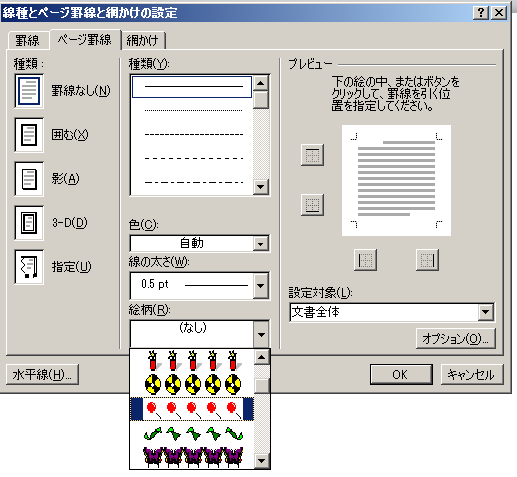 線種とページ罫線と網かけの設定
罫線
ページ罫線
網かけ
種類:
罫線なし(N)
囲む(X)
影(A)
3-D(D)
指定(U)
種類(Y):
色(C):
自動
線の太さ(W):
0.5 pt
絵柄(R):
(なし)
プレビュー
下の絵の中、またはボタンを
クリックして、罫線を引く位
置を指定してください。
設定対象(L):
文書全体
オプション(O)...
水平線(H)...
OK
キャンセル